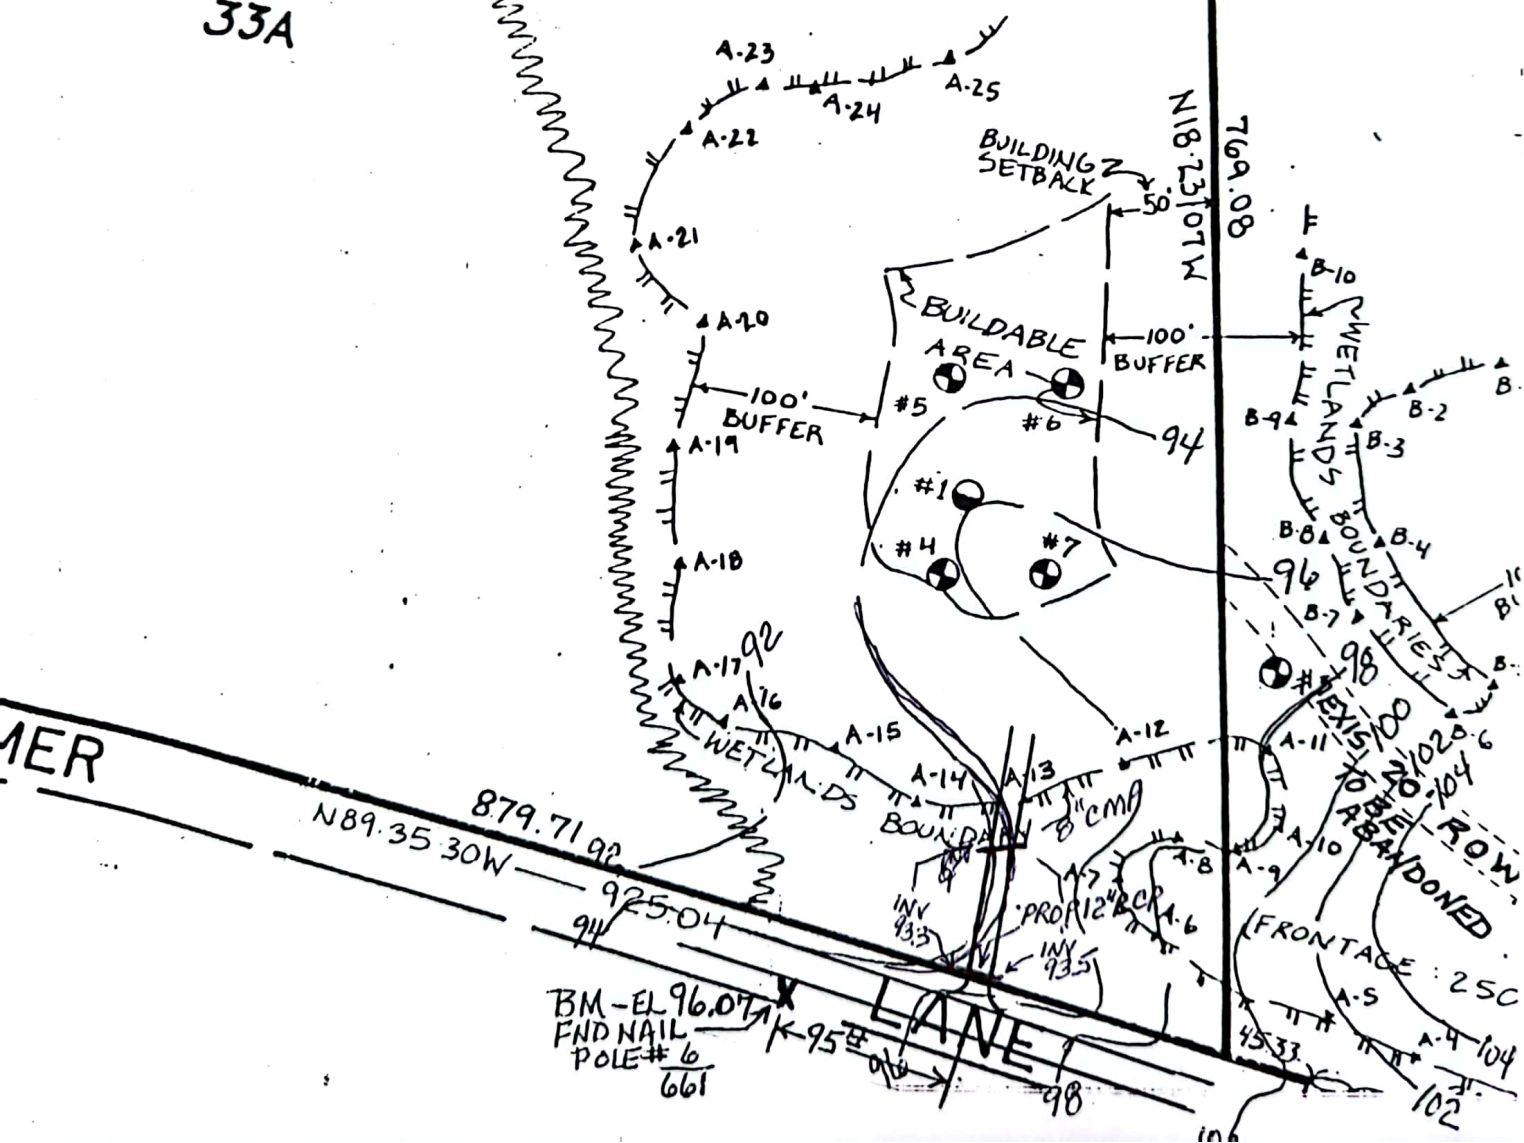 33A
A-23
A-24
A-25
A-22
A-21
A-20
A-19
A-18
A-17
A-16
A-15
A-14
A-13
A-12
A-11
A-10
A-9
A-8
A-7
A-6
A-5
A-4
BUILDING
SETBACK
50'
N18.23'07W
769.08
BUILDABLE
AREA
100'
BUFFER
100'
BUFFER
#5
#6
94
#1
#4
#7
96
B-10
WETLANDS BOUNDARIES
B-9
B-2
B-3
B-8
B-4
B-7
B-6
98
100
102
104
EXIST. 20' ROW
TO BE
ABANDONED
92
WETLANDS
BOUNDARY
8" CMP
PROP 12" RCP
INV
93.3
INV
93.5
MER
LANE
879.71
N89.35.30W
92
925.04
94
BM-EL 96.07
FND NAIL
POLE # 6
661
95'±
96
98
(FRONTAGE : 250
45.33
104
102